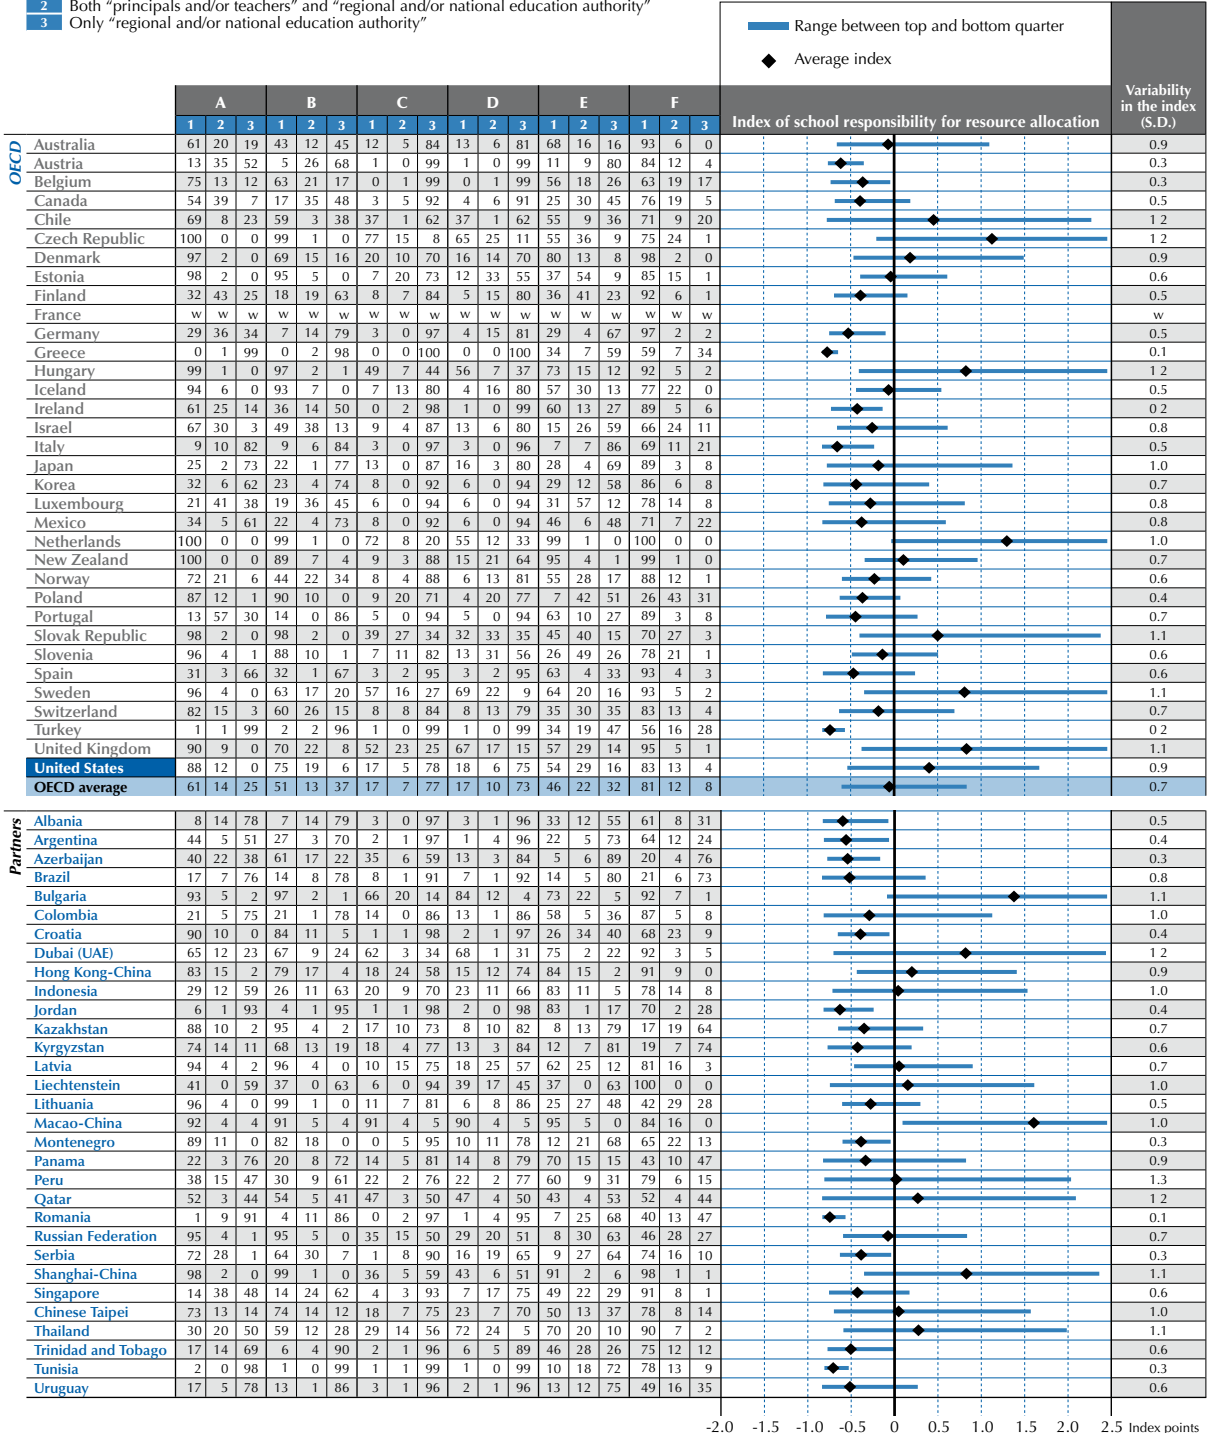 2 Both “principals and/or teachers” and “regional and/or national education authority”
3 Only “regional and/or national education authority”
Range between top and bottom quarter
Average index
A B C D E F
Variability in the index (S.D.)
1 2 3 1 2 3 1 2 3 1 2 3 1 2 3 1 2 3 Index of school responsibility for resource allocation
OECD
Australia 61 20 19 43 12 45 12 5 84 13 6 81 68 16 16 93 6 0 0.9
Austria 13 35 52 5 26 68 1 0 99 1 0 99 11 9 80 84 12 4 0.3
Belgium 75 13 12 63 21 17 0 1 99 0 1 99 56 18 26 63 19 17 0.3
Canada 54 39 7 17 35 48 3 5 92 4 6 91 25 30 45 76 19 5 0.5
Chile 69 8 23 59 3 38 37 1 62 37 1 62 55 9 36 71 9 20 1 2
Czech Republic 100 0 0 99 1 0 77 15 8 65 25 11 55 36 9 75 24 1 1 2
Denmark 97 2 0 69 15 16 20 10 70 16 14 70 80 13 8 98 2 0 0.9
Estonia 98 2 0 95 5 0 7 20 73 12 33 55 37 54 9 85 15 1 0.6
Finland 32 43 25 18 19 63 8 7 84 5 15 80 36 41 23 92 6 1 0.5
France w w w w w w w w w w w w w w w w w w w
Germany 29 36 34 7 14 79 3 0 97 4 15 81 29 4 67 97 2 2 0.5
Greece 0 1 99 0 2 98 0 0 100 0 0 100 34 7 59 59 7 34 0.1
Hungary 99 1 0 97 2 1 49 7 44 56 7 37 73 15 12 92 5 2 1 2
Iceland 94 6 0 93 7 0 7 13 80 4 16 80 57 30 13 77 22 0 0.5
Ireland 61 25 14 36 14 50 0 2 98 1 0 99 60 13 27 89 5 6 0 2
Israel 67 30 3 49 38 13 9 4 87 13 6 80 15 26 59 66 24 11 0.8
Italy 9 10 82 9 6 84 3 0 97 3 0 96 7 7 86 69 11 21 0.5
Japan 25 2 73 22 1 77 13 0 87 16 3 80 28 4 69 89 3 8 1.0
Korea 32 6 62 23 4 74 8 0 92 6 0 94 29 12 58 86 6 8 0.7
Luxembourg 21 41 38 19 36 45 6 0 94 6 0 94 31 57 12 78 14 8 0.8
Mexico 34 5 61 22 4 73 8 0 92 6 0 94 46 6 48 71 7 22 0.8
Netherlands 100 0 0 99 1 0 72 8 20 55 12 33 99 1 0 100 0 0 1.0
New Zealand 100 0 0 89 7 4 9 3 88 15 21 64 95 4 1 99 1 0 0.7
Norway 72 21 6 44 22 34 8 4 88 6 13 81 55 28 17 88 12 1 0.6
Poland 87 12 1 90 10 0 9 20 71 4 20 77 7 42 51 26 43 31 0.4
Portugal 13 57 30 14 0 86 5 0 94 5 0 94 63 10 27 89 3 8 0.7
Slovak Republic 98 2 0 98 2 0 39 27 34 32 33 35 45 40 15 70 27 3 1.1
Slovenia 96 4 1 88 10 1 7 11 82 13 31 56 26 49 26 78 21 1 0.6
Spain 31 3 66 32 1 67 3 2 95 3 2 95 63 4 33 93 4 3 0.6
Sweden 96 4 0 63 17 20 57 16 27 69 22 9 64 20 16 93 5 2 1.1
Switzerland 82 15 3 60 26 15 8 8 84 8 13 79 35 30 35 83 13 4 0.7
Turkey 1 1 99 2 2 96 1 0 99 1 0 99 34 19 47 56 16 28 0 2
United Kingdom 90 9 0 70 22 8 52 23 25 67 17 15 57 29 14 95 5 1 1.1
United States 88 12 0 75 19 6 17 5 78 18 6 75 54 29 16 83 13 4 0.9
OECD average 61 14 25 51 13 37 17 7 77 17 10 73 46 22 32 81 12 8 0.7
Partners
Albania 8 14 78 7 14 79 3 0 97 3 1 96 33 12 55 61 8 31 0.5
Argentina 44 5 51 27 3 70 2 1 97 1 4 96 22 5 73 64 12 24 0.4
Azerbaijan 40 22 38 61 17 22 35 6 59 13 3 84 5 6 89 20 4 76 0.3
Brazil 17 7 76 14 8 78 8 1 91 7 1 92 14 5 80 21 6 73 0.8
Bulgaria 93 5 2 97 2 1 66 20 14 84 12 4 73 22 5 92 7 1 1.1
Colombia 21 5 75 21 1 78 14 0 86 13 1 86 58 5 36 87 5 8 1.0
Croatia 90 10 0 84 11 5 1 1 98 2 1 97 26 34 40 68 23 9 0.4
Dubai (UAE) 65 12 23 67 9 24 62 3 34 68 1 31 75 2 22 92 3 5 1 2
Hong Kong-China 83 15 2 79 17 4 18 24 58 15 12 74 84 15 2 91 9 0 0.9
Indonesia 29 12 59 26 11 63 20 9 70 23 11 66 83 11 5 78 14 8 1.0
Jordan 6 1 93 4 1 95 1 1 98 2 0 98 83 1 17 70 2 28 0.4
Kazakhstan 88 10 2 95 4 2 17 10 73 8 10 82 8 13 79 17 19 64 0.7
Kyrgyzstan 74 14 11 68 13 19 18 4 77 13 3 84 12 7 81 19 7 74 0.6
Latvia 94 4 2 96 4 0 10 15 75 18 25 57 62 25 12 81 16 3 0.7
Liechtenstein 41 0 59 37 0 63 6 0 94 39 17 45 37 0 63 100 0 0 1.0
Lithuania 96 4 0 99 1 0 11 7 81 6 8 86 25 27 48 42 29 28 0.5
Macao-China 92 4 4 91 5 4 91 4 5 90 4 5 95 5 0 84 16 0 1.0
Montenegro 89 11 0 82 18 0 0 5 95 10 11 78 12 21 68 65 22 13 0.3
Panama 22 3 76 20 8 72 14 5 81 14 8 79 70 15 15 43 10 47 0.9
Peru 38 15 47 30 9 61 22 2 76 22 2 77 60 9 31 79 6 15 1.3
Qatar 52 3 44 54 5 41 47 3 50 47 4 50 43 4 53 52 4 44 1 2
Romania 1 9 91 4 11 86 0 2 97 1 4 95 7 25 68 40 13 47 0.1
Russian Federation 95 4 1 95 5 0 35 15 50 29 20 51 8 30 63 46 28 27 0.7
Serbia 72 28 1 64 30 7 1 8 90 16 19 65 9 27 64 74 16 10 0.3
Shanghai-China 98 2 0 99 1 0 36 5 59 43 6 51 91 2 6 98 1 1 1.1
Singapore 14 38 48 14 24 62 4 3 93 7 17 75 49 22 29 91 8 1 0.6
Chinese Taipei 73 13 14 74 14 12 18 7 75 23 7 70 50 13 37 78 8 14 1.0
Thailand 30 20 50 59 12 28 29 14 56 72 24 5 70 20 10 90 7 2 1.1
Trinidad and Tobago 17 14 69 6 4 90 2 1 96 6 5 89 46 28 26 75 12 12 0.6
Tunisia 2 0 98 1 0 99 1 1 99 1 0 99 10 18 72 78 13 9 0.3
Uruguay 17 5 78 13 1 86 3 1 96 2 1 96 13 12 75 49 16 35 0.6
-2.0 -1.5 -1.0 -0.5 0 0.5 1.0 1.5 2.0 2.5 Index points